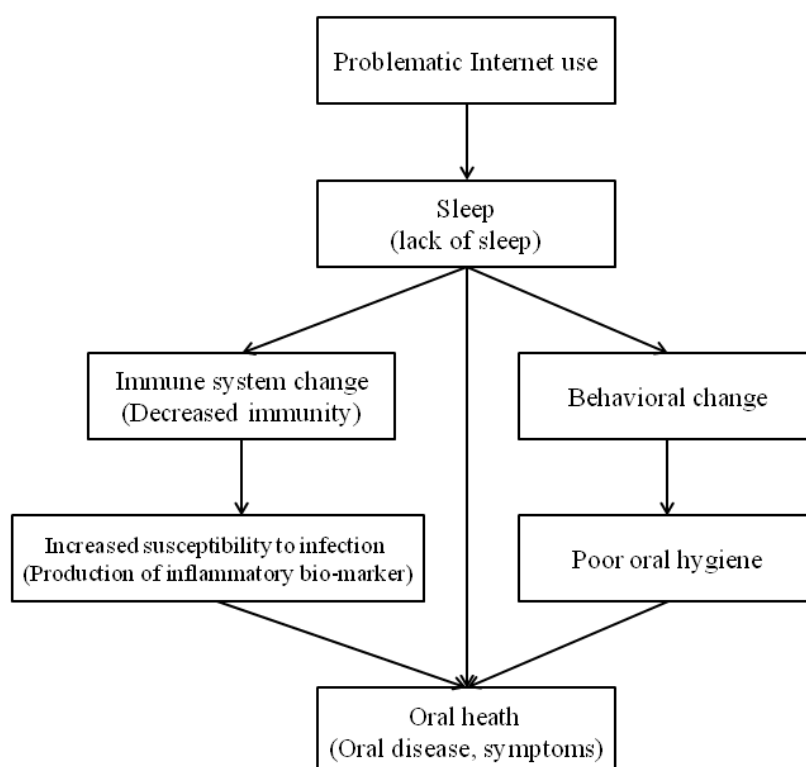 Problematic Internet use
Sleep
(lack of sleep)
Immune system change
(Decreased immunity)
Behavioral change
Increased susceptibility to infection
(Production of inflammatory bio-marker)
Poor oral hygiene
Oral heath
(Oral disease, symptoms)